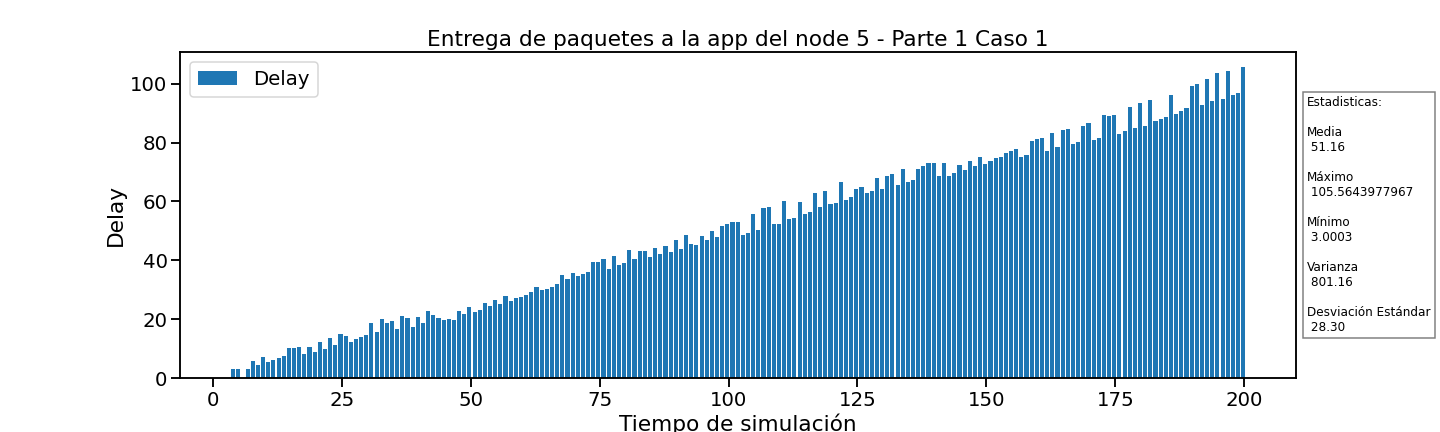 Entrega de paquetes a la app del node 5 - Parte 1 Caso 1
Delay
100
80
60
40
20
0
Delay
0 25 50 75 100 125 150 175 200
Tiempo de simulación
Estadisticas:
Media
51.16
Máximo
105.5643977967
Mínimo
3.0003
Varianza
801.16
Desviación Estándar
28.30